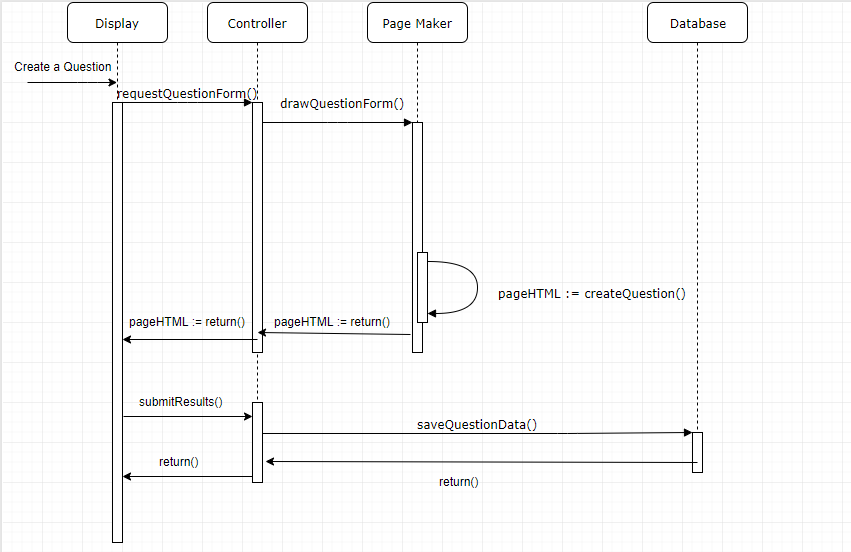 Display
Controller
Page Maker
Database
Create a Question
requestQuestionForm()
drawQuestionForm()
pageHTML := createQuestion()
pageHTML := return()
pageHTML := return()
submitResults()
saveQuestionData()
return()
return()